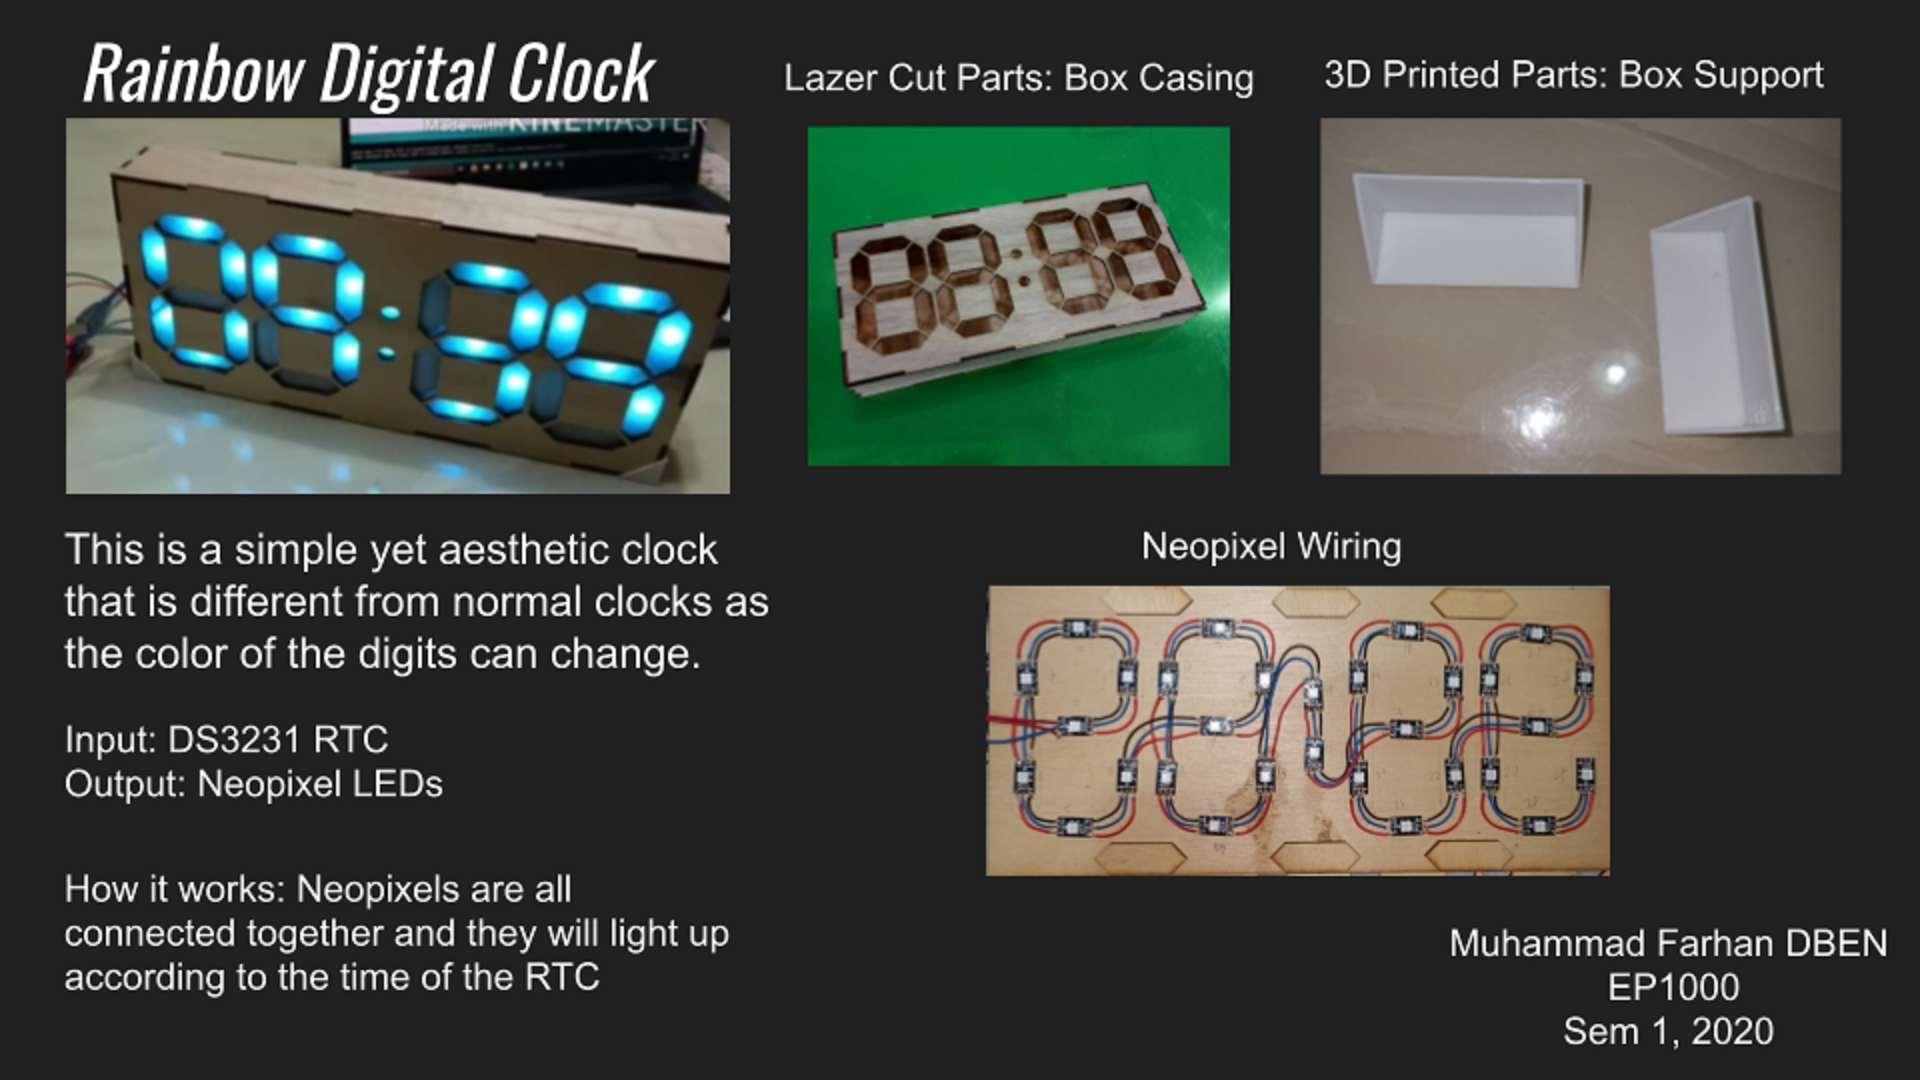 Rainbow Digital Clock
Made with KINEMASTER
Lazer Cut Parts: Box Casing
3D Printed Parts: Box Support
This is a simple yet aesthetic clock
that is different from normal clocks as
the color of the digits can change.
Input: DS3231 RTC
Output: Neopixel LEDs
How it works: Neopixels are all
connected together and they will light up
according to the time of the RTC
Neopixel Wiring
Muhammad Farhan DBEN
EP1000
Sem 1, 2020